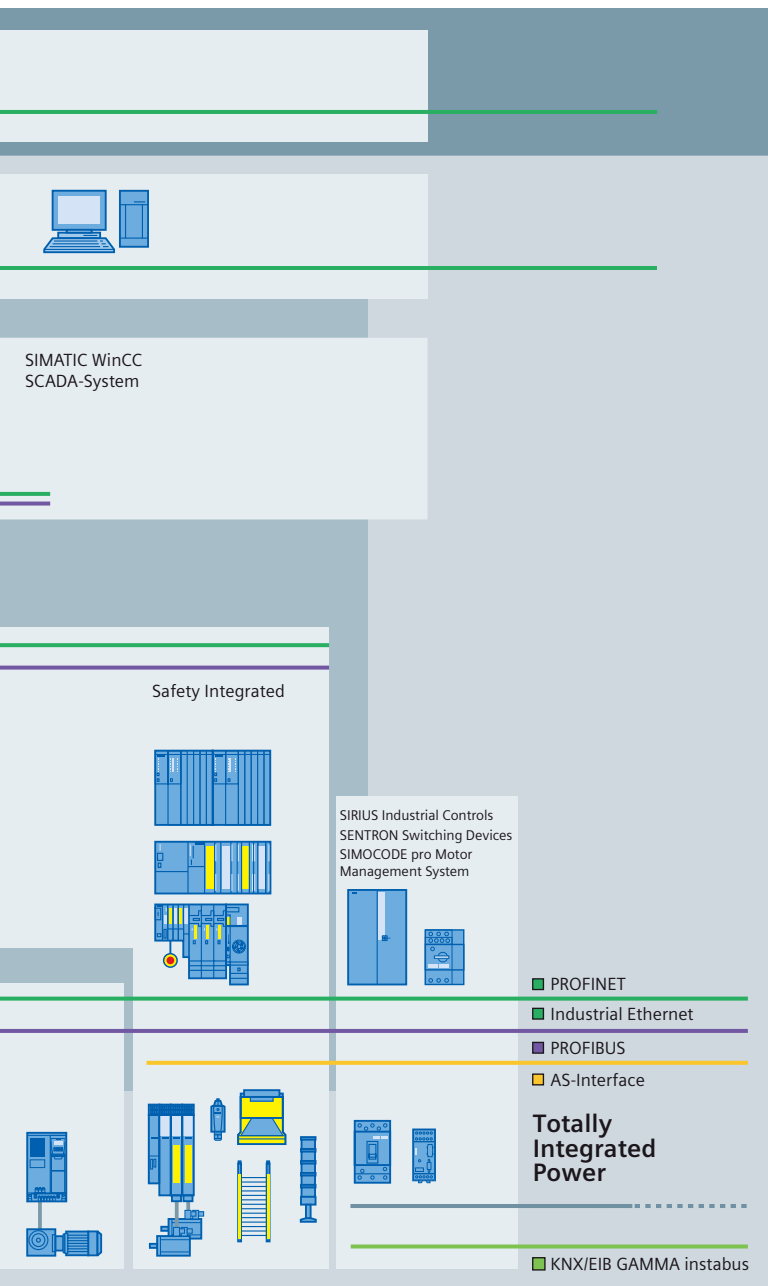 SIMATIC WinCC
SCADA-System
Safety Integrated
SIRIUS Industrial Controls
SENTRON Switching Devices
SIMOCODE pro Motor
Management System
PROFINET
Industrial Ethernet
PROFIBUS
AS-Interface
Totally
Integrated
Power
KNX/EIB GAMMA instabus